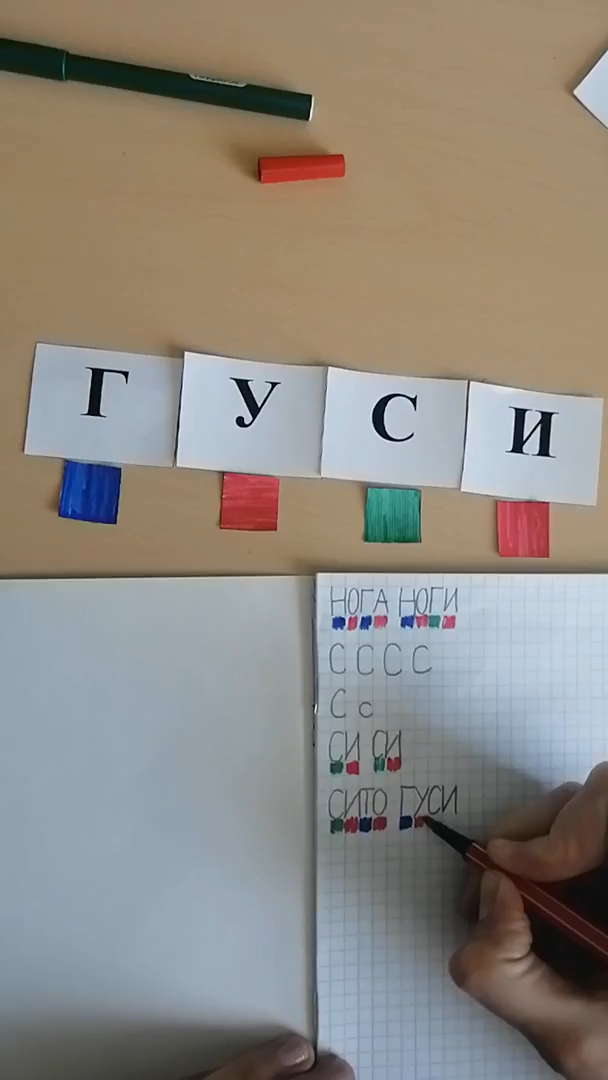 Г У С И
НОГА НОГИ
С С С С
С с
СИ СИ
СИТО ГУСИ